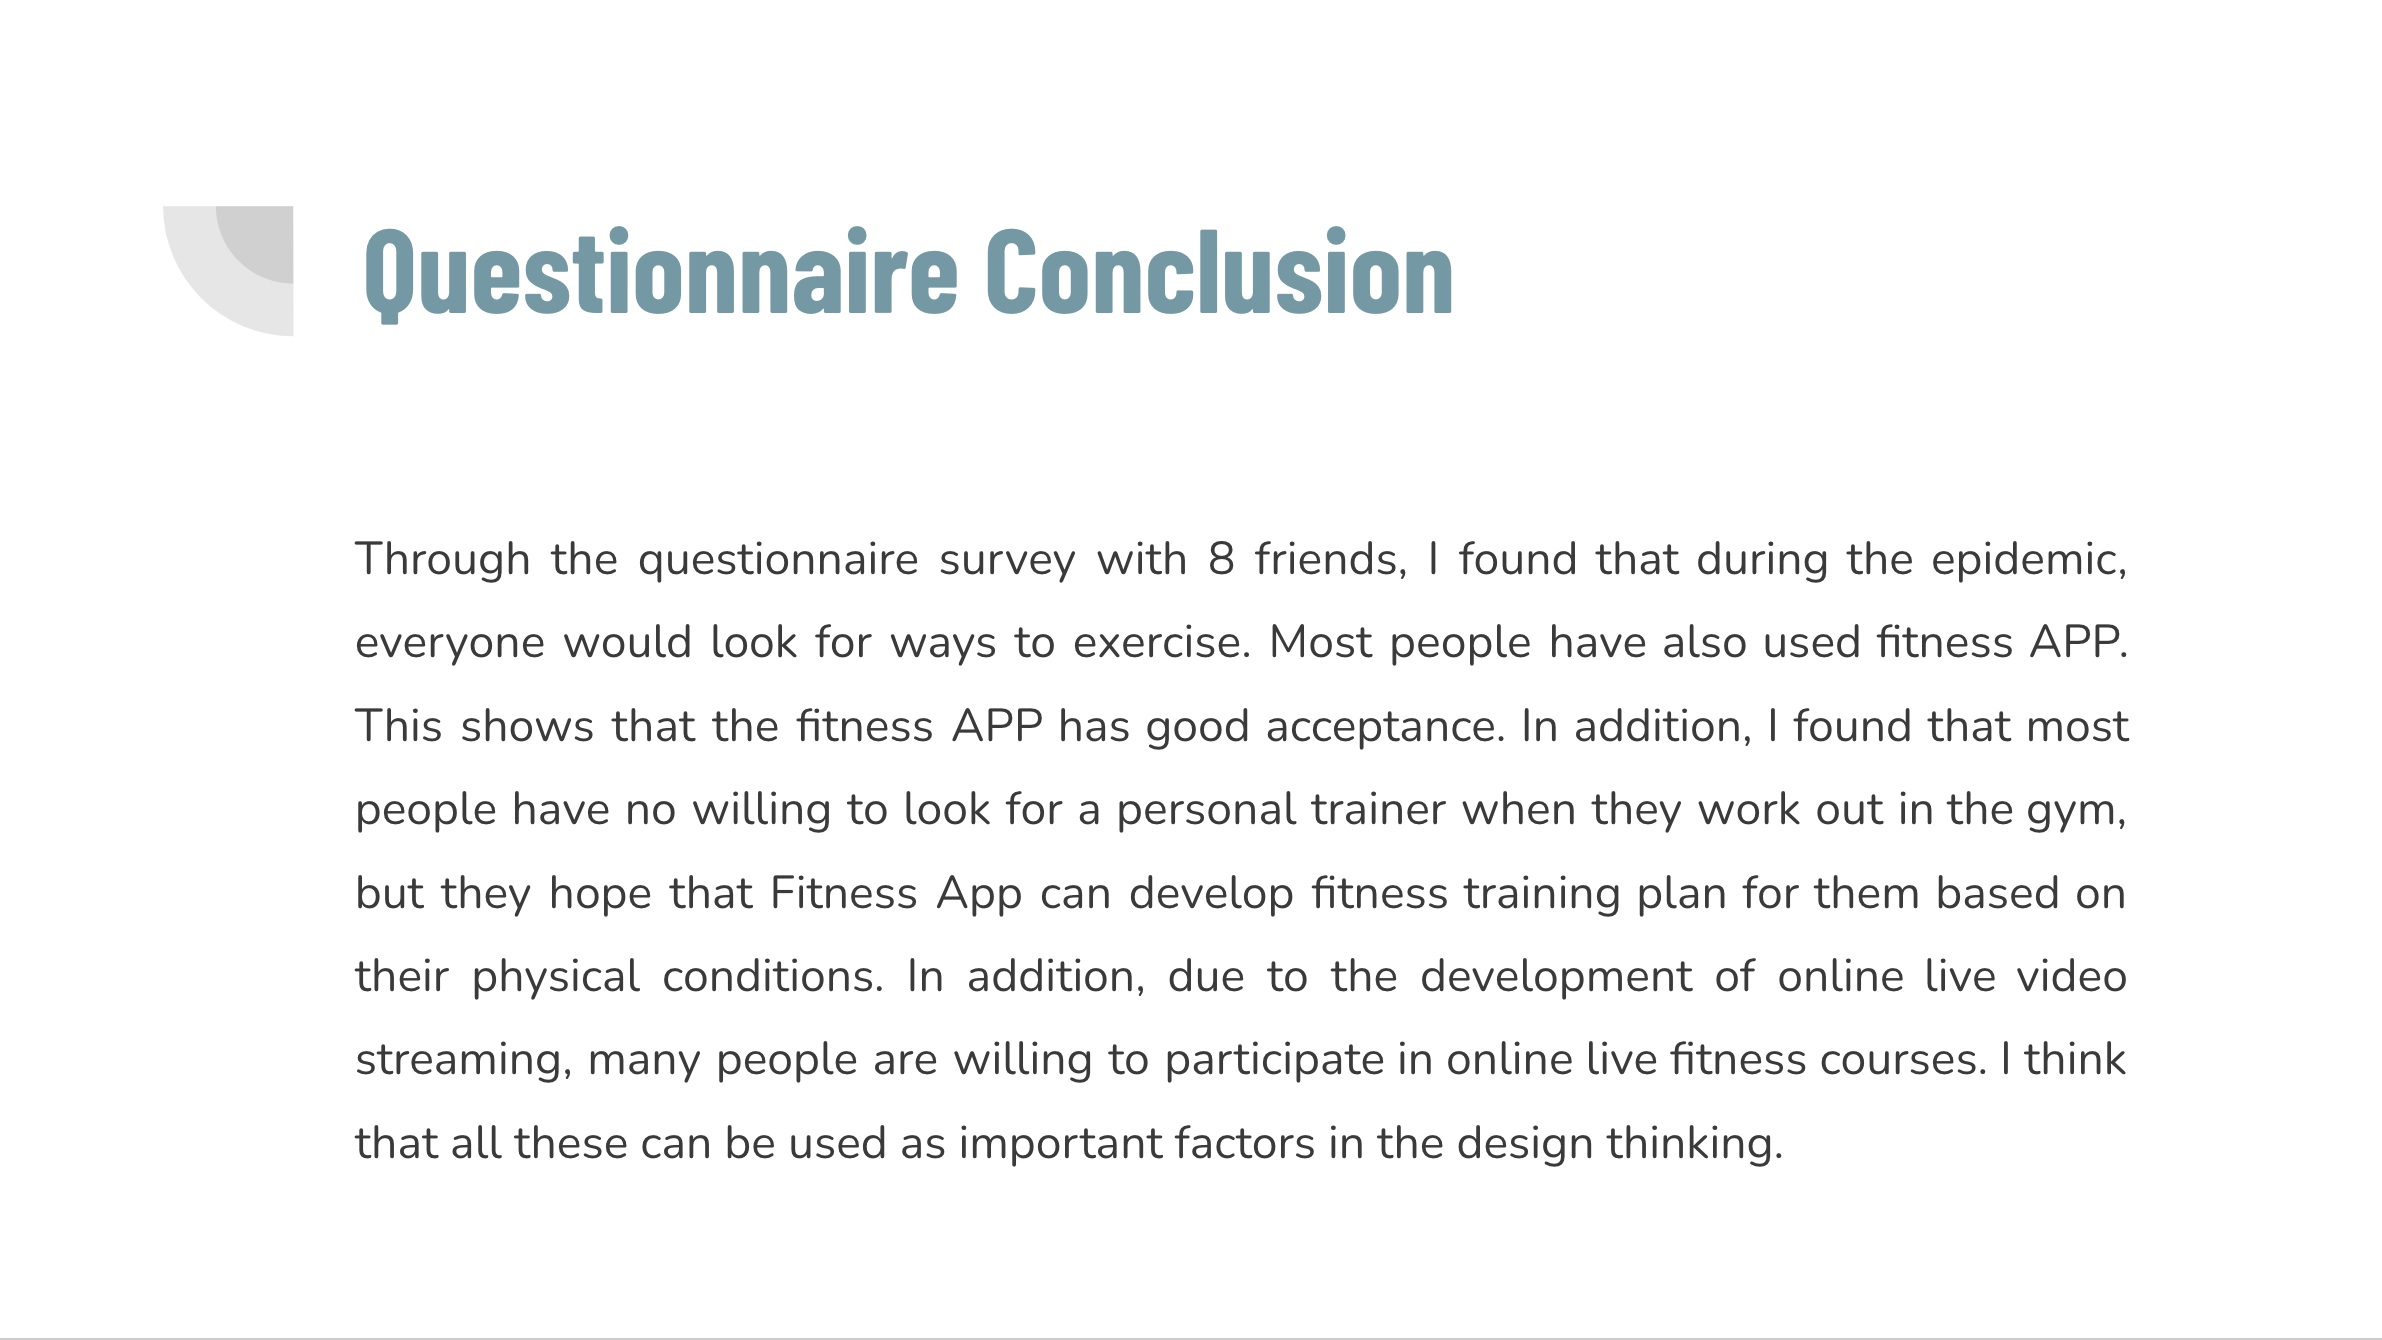 Questionnaire Conclusion
Through the questionnaire survey with 8 friends, I found that during the epidemic,
everyone would look for ways to exercise. Most people have also used fitness APP.
This shows that the fitness APP has good acceptance. In addition, I found that most
people have no willing to look for a personal trainer when they work out in the gym,
but they hope that Fitness App can develop fitness training plan for them based on
their physical conditions. In addition, due to the development of online live video
streaming, many people are willing to participate in online live fitness courses. I think
that all these can be used as important factors in the design thinking.